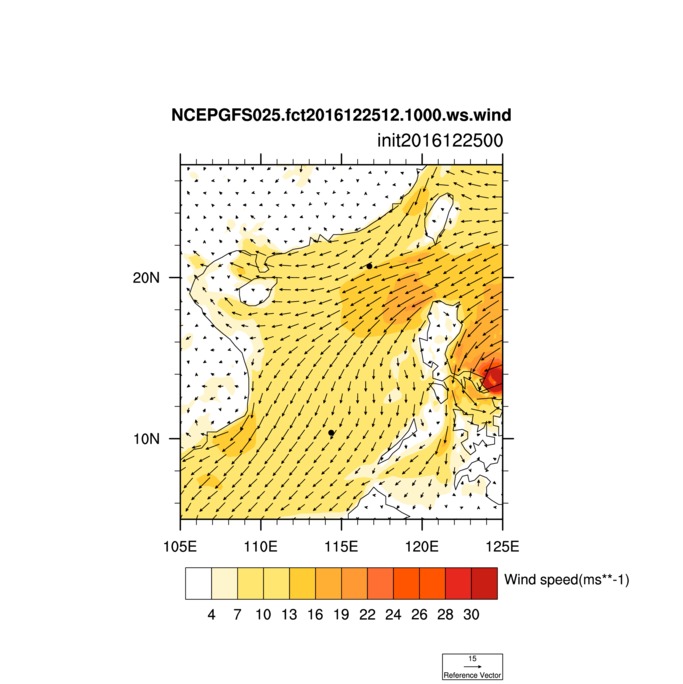 NCEPGFS025.fct2016122512.1000.ws.wind
init2016122500
20N
10N
105E 110E 115E 120E 125E
Wind speed(ms**-1)
4 7 10 13 16 19 22 24 26 28 30
15
Reference Vector